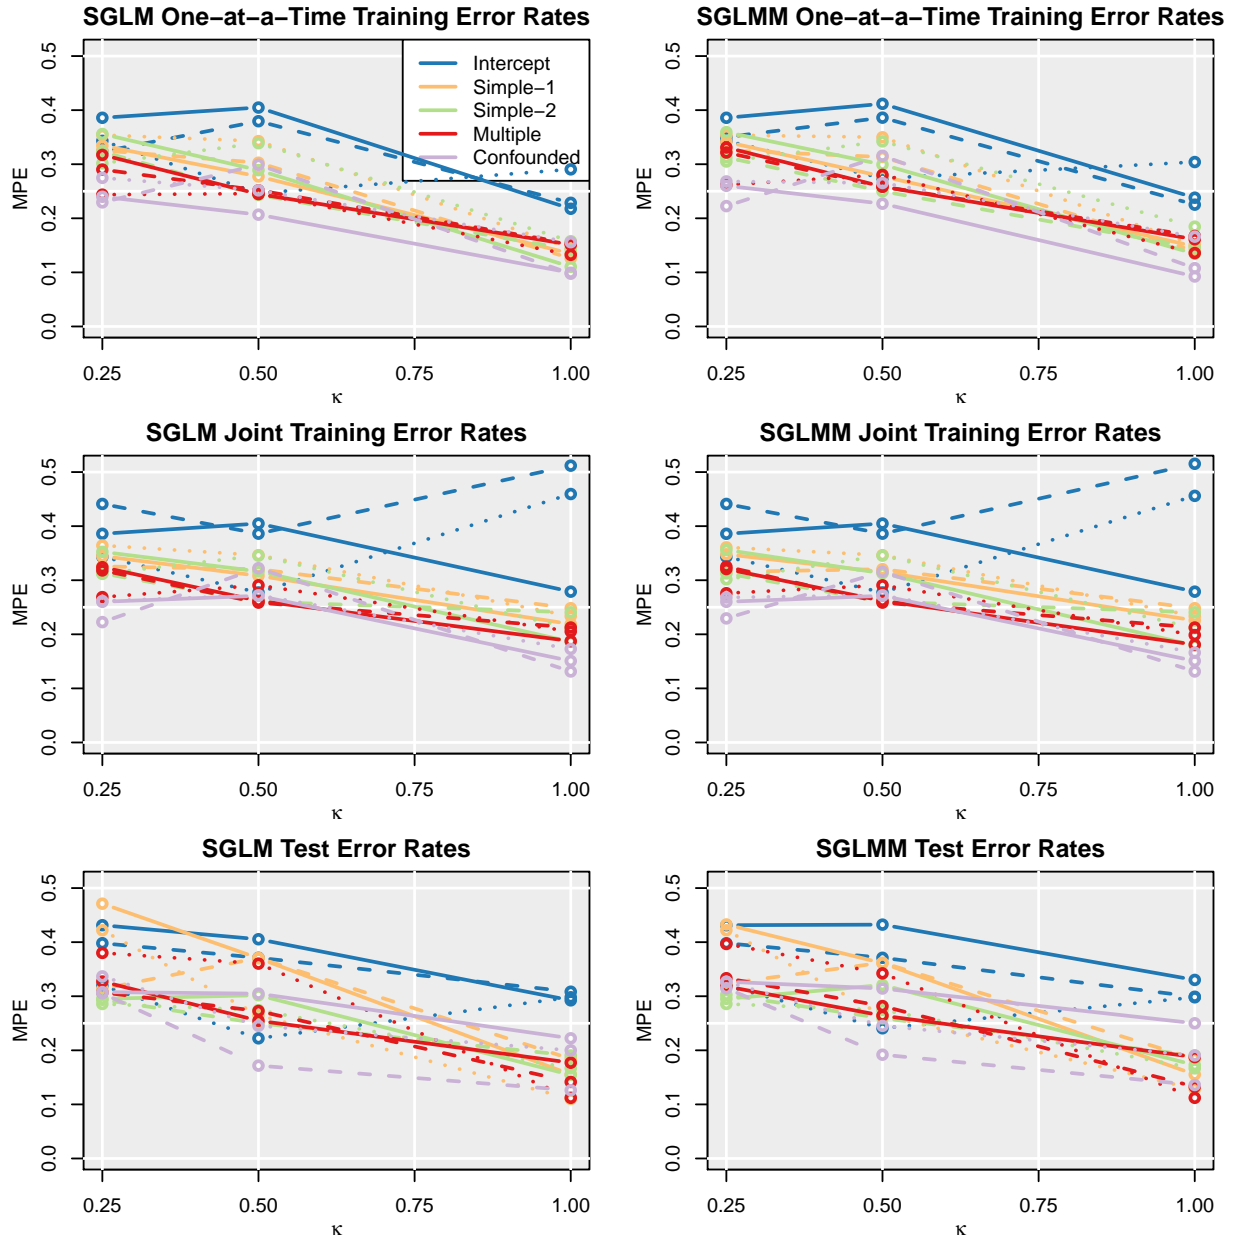 SGLM One−at−a−Time Training Error Rates
MPE
0.5
0.4
0.3
0.2
0.1
0.0
Intercept
Simple−1
Simple−2
Multiple
Confounded
0.25 0.50 0.75 1.00
κ
SGLMM One−at−a−Time Training Error Rates
MPE
0.5
0.4
0.3
0.2
0.1
0.0
0.25 0.50 0.75 1.00
κ
SGLM Joint Training Error Rates
MPE
0.5
0.4
0.3
0.2
0.1
0.0
0.25 0.50 0.75 1.00
κ
SGLMM Joint Training Error Rates
MPE
0.5
0.4
0.3
0.2
0.1
0.0
0.25 0.50 0.75 1.00
κ
SGLM Test Error Rates
MPE
0.5
0.4
0.3
0.2
0.1
0.0
0.25 0.50 0.75 1.00
κ
SGLMM Test Error Rates
MPE
0.5
0.4
0.3
0.2
0.1
0.0
0.25 0.50 0.75 1.00
κ